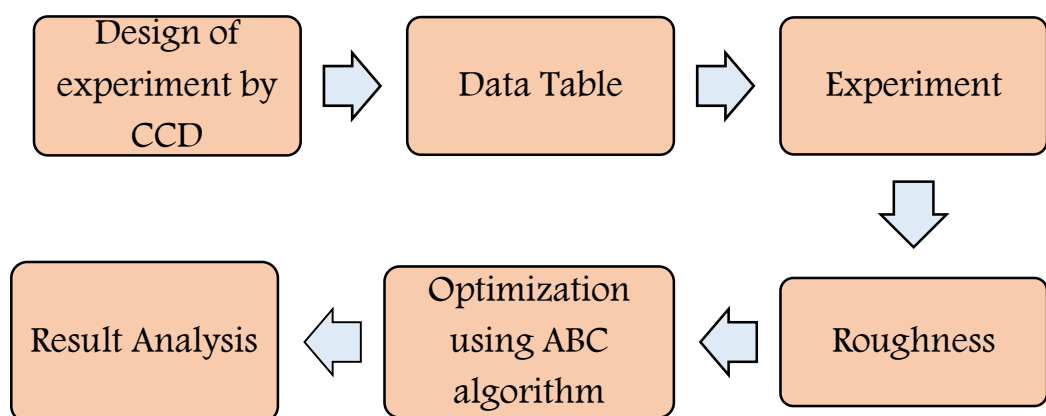 Design of
experiment by
CCD
Data Table
Experiment
Roughness
Optimization
using ABC
algorithm
Result Analysis